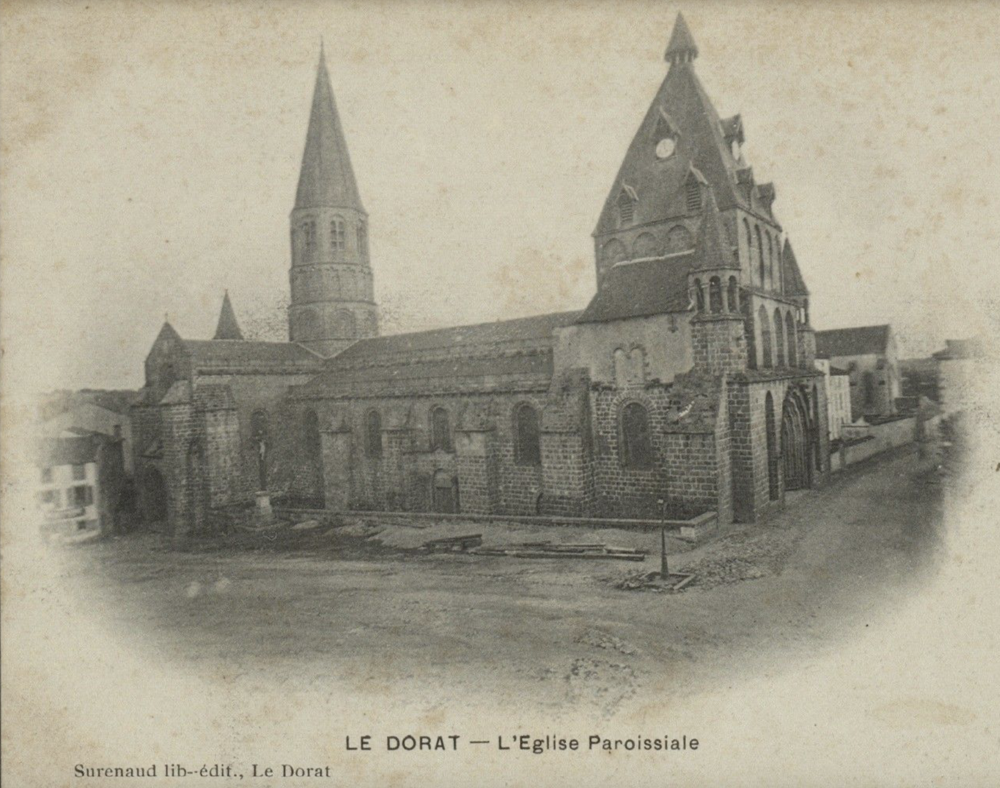 LE DORAT — L'Eglise Paroissiale
Surenaud lib--édit., Le Dorat